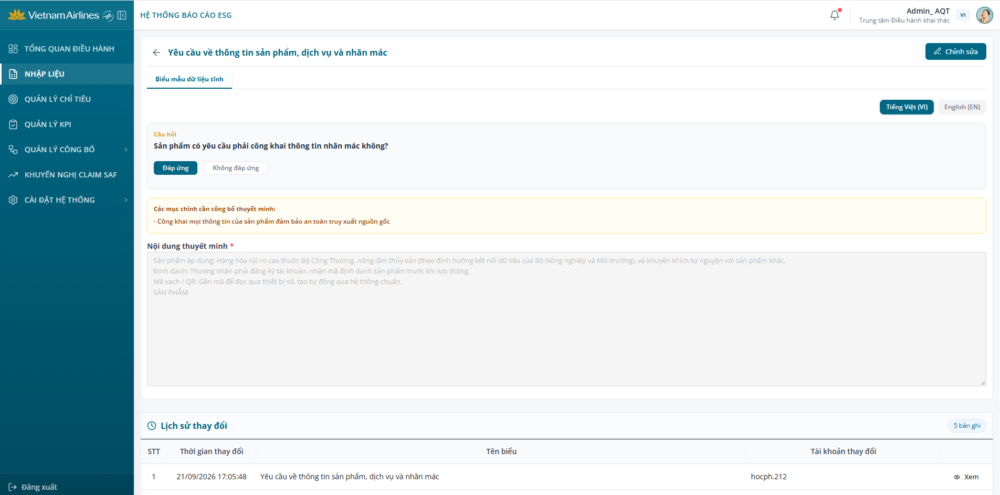 Vietnam Airlines
HỆ THỐNG BÁO CÁO ESG
Admin_ AQT
Trung tâm Điều hành khai thác
VI
TỔNG QUAN ĐIỀU HÀNH
NHẬP LIỆU
QUẢN LÝ CHỈ TIÊU
QUẢN LÝ KPI
QUẢN LÝ CÔNG BỐ
KHUYẾN NGHỊ CLAIM SAF
CÀI ĐẶT HỆ THỐNG
Đăng xuất
Yêu cầu về thông tin sản phẩm, dịch vụ và nhãn mác
Chỉnh sửa
Biểu mẫu dữ liệu tĩnh
Tiếng Việt (VI)
English (EN)
Câu hỏi
Sản phẩm có yêu cầu phải công khai thông tin nhãn mác không?
Đáp ứng
Không đáp ứng
Các mục chính cần công bố thuyết minh:
- Công khai mọi thông tin của sản phẩm đảm bảo an toàn truy xuất nguồn gốc
Nội dung thuyết minh *
Sản phẩm áp dụng: Hàng hóa rủi ro cao thuộc Bộ Công Thương, nông lâm thủy sản (theo định hướng kết nối dữ liệu của Bộ Nông nghiệp và Môi trường), và khuyến khích tự nguyện với sản phẩm khác.
Định danh: Thương nhân phải đăng ký tài khoản, nhận mã định danh sản phẩm trước khi lưu thông.
Mã vạch / QR: Gắn mã để đọc qua thiết bị số, tạo tự động qua hệ thống chuẩn.
SẢN PHẨM
Lịch sử thay đổi
5 bản ghi
STT Thời gian thay đổi Tên biểu Tài khoản thay đổi
1 21/09/2026 17:05:48 Yêu cầu về thông tin sản phẩm, dịch vụ và nhãn mác hocph.212 Xem